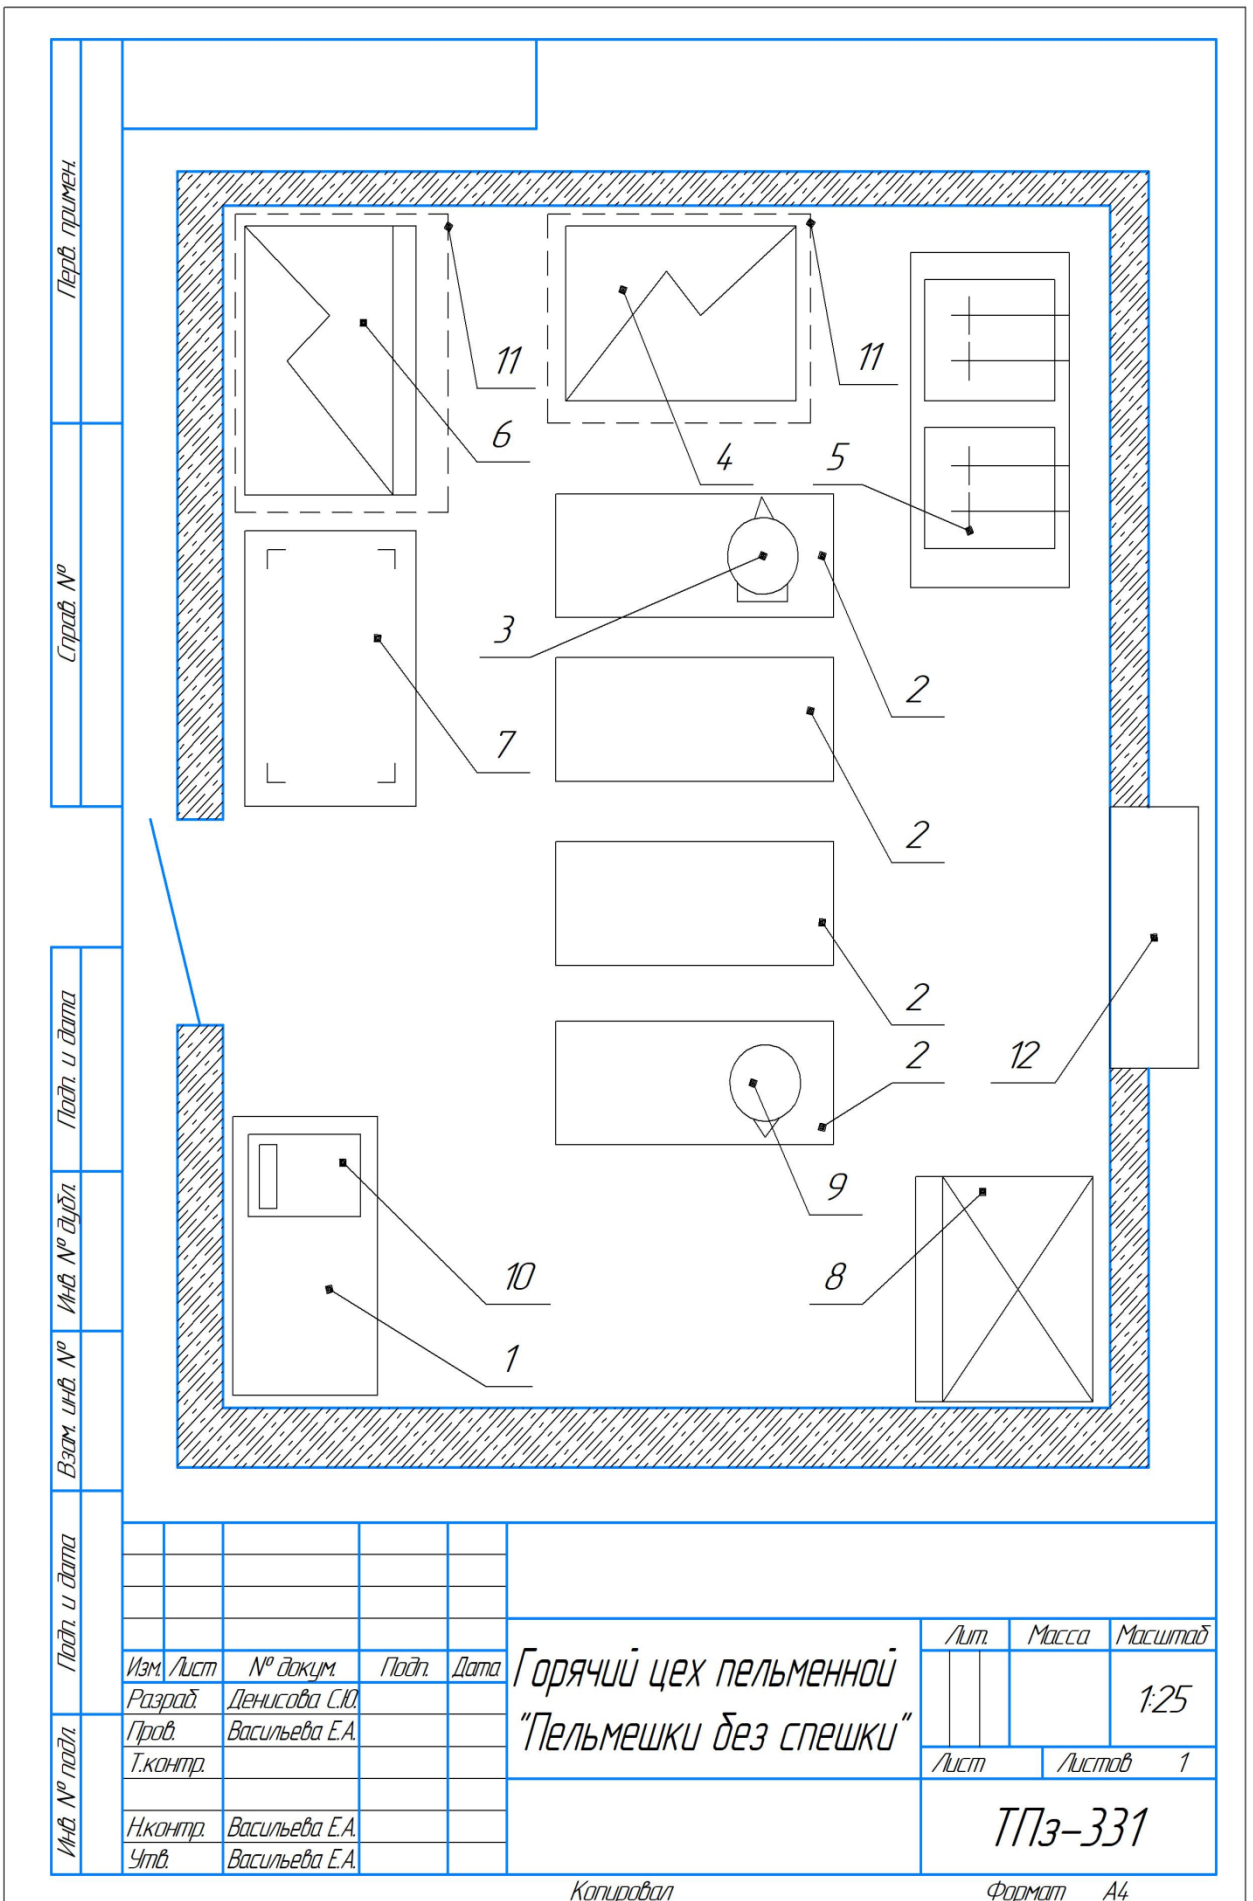 Перв. примен.
Справ. №
Подп. и дата
Инв. № дубл.
Взам. инв. №
Подп. и дата
Инв. № подл.
11
11
6
4
5
3
2
7
2
2
2
12
9
10
8
1
Изм. Лист № докум. Подп. Дата
Разраб. Денисова С.Ю.
Пров. Васильева Е.А.
Т.контр.
Н.контр. Васильева Е.А.
Утв. Васильева Е.А.
Горячий цех пельменной
"Пельмешки без спешки"
Лит. Масса Масштаб
1:25
Лист Листов 1
ТПз-331
Копировал Формат А4